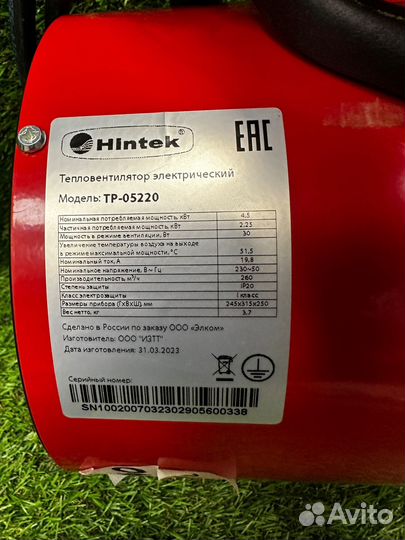 Hintek®
EAC
Тепловентилятор электрический
Модель: ТР-05220
Номинальная потребляемая мощность, кВт 4,5
Частичная потребляемая мощность, кВт 2,25
Мощность в режиме вентиляции, Вт 30
Увеличение температуры воздуха на выходе
в режиме максимальной мощности, °С 51,5
Номинальный ток, А 19,8
Номинальное напряжение, В ~ Гц 230~50
Производительность, м³/ч 260
Степень защиты IP20
Класс электрозащиты I класс
Размеры прибора (ГхВхШ), мм 245х315х250
Вес нетто, кг 3,7
Сделано в России по заказу ООО «Элком»
Изготовитель: ООО "ИЗТТ"
Дата изготовления: 31.03.2023
Серийный номер:
SN1002007032302905600338
Avito